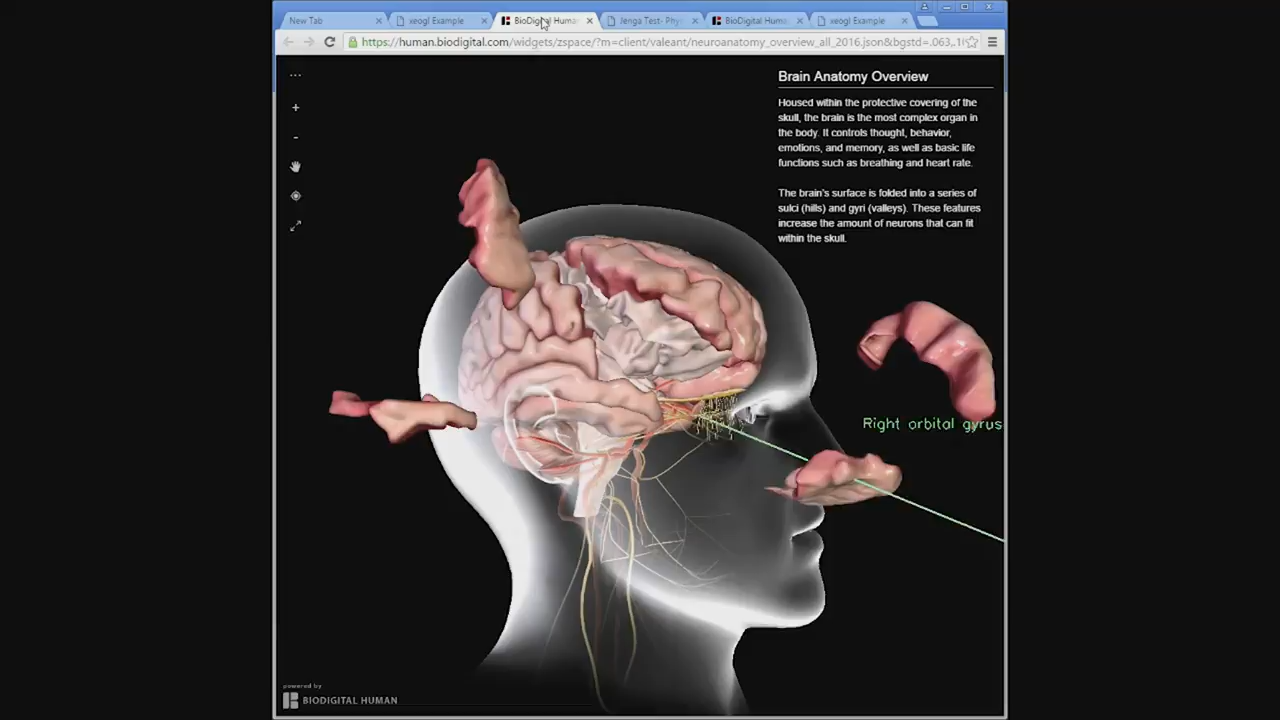 New Tab
xeogl Example
BioDigital Human
Jenga Test- Phy
BioDigital Human
xeogl Example
https://human.biodigital.com/widgets/zspace/?m=client/valeant/neuroanatomy_overview_all_2016.json&bgstd=.063,.1
Brain Anatomy Overview
Housed within the protective covering of the
skull, the brain is the most complex organ in
the body. It controls thought, behavior,
emotions, and memory, as well as basic life
functions such as breathing and heart rate.
The brain's surface is folded into a series of
sulci (hills) and gyri (valleys). These features
increase the amount of neurons that can fit
within the skull.
Right orbital gyrus
powered by
BIODIGITAL HUMAN